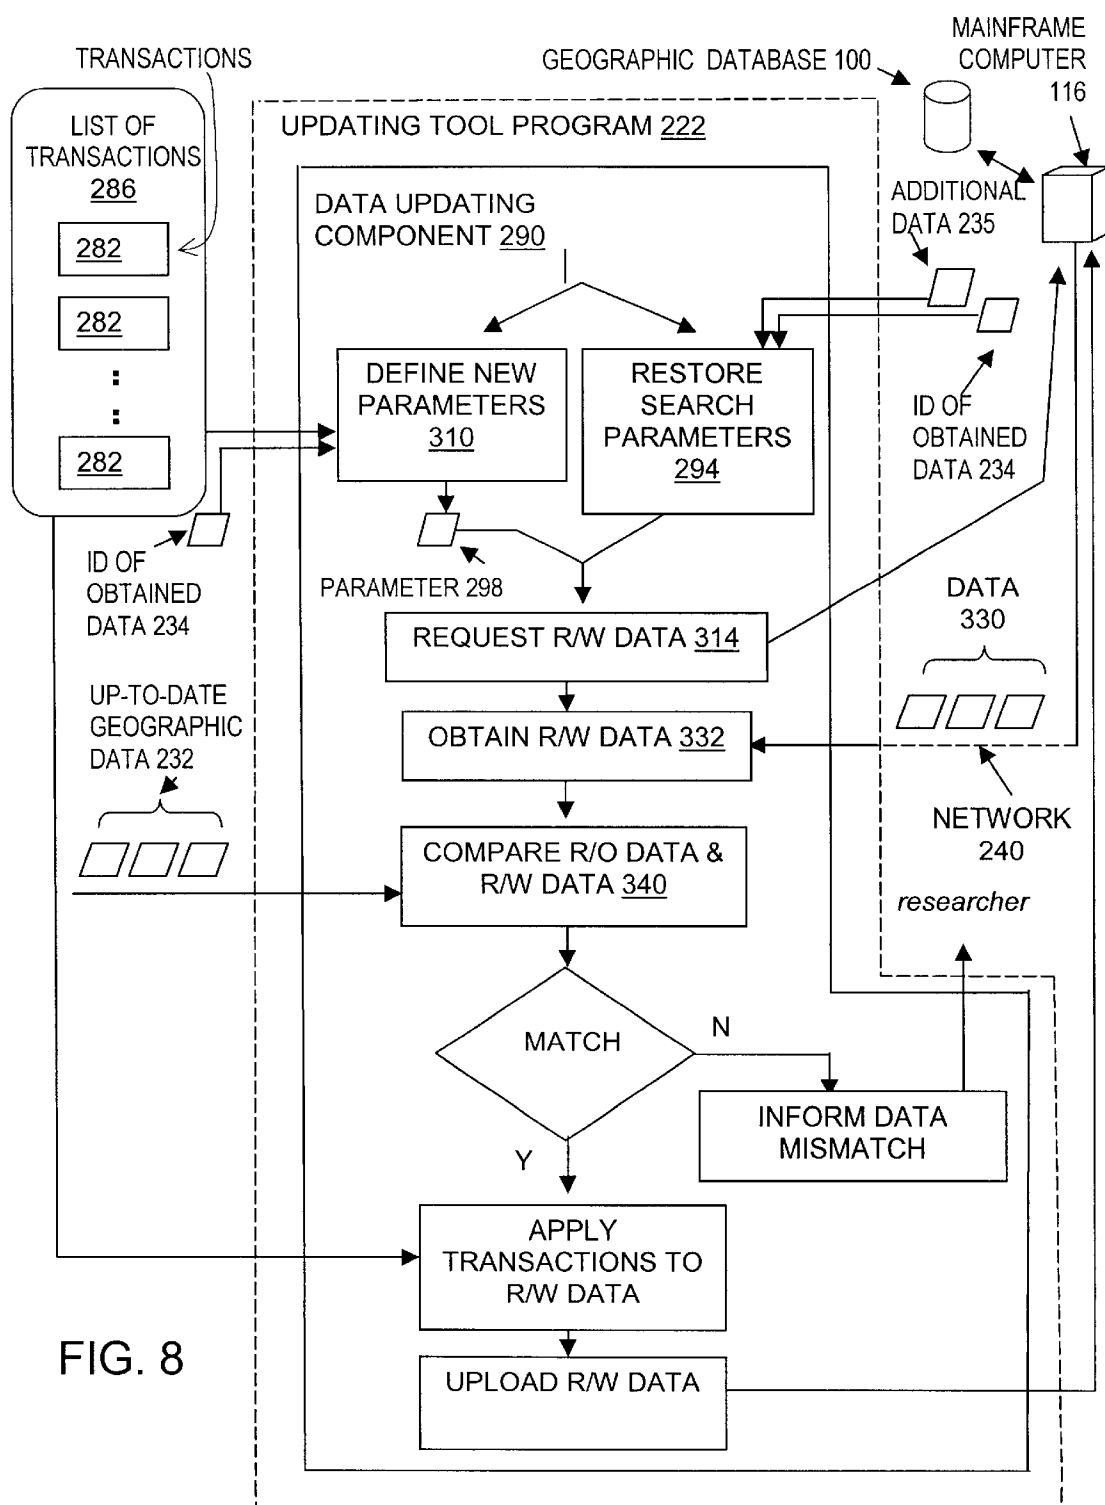 TRANSACTIONS
LIST OF
TRANSACTIONS
286
282
282
:
:
282
ID OF
OBTAINED
DATA 234
UP-TO-DATE
GEOGRAPHIC
DATA 232
GEOGRAPHIC DATABASE 100
MAINFRAME
COMPUTER
116
UPDATING TOOL PROGRAM 222
DATA UPDATING
COMPONENT 290
ADDITIONAL
DATA 235
DEFINE NEW
PARAMETERS
310
RESTORE
SEARCH
PARAMETERS
294
ID OF
OBTAINED
DATA 234
PARAMETER 298
REQUEST R/W DATA 314
DATA
330
OBTAIN R/W DATA 332
NETWORK
240
COMPARE R/O DATA &
R/W DATA 340
researcher
MATCH
N
INFORM DATA
MISMATCH
Y
APPLY
TRANSACTIONS TO
R/W DATA
UPLOAD R/W DATA
FIG. 8